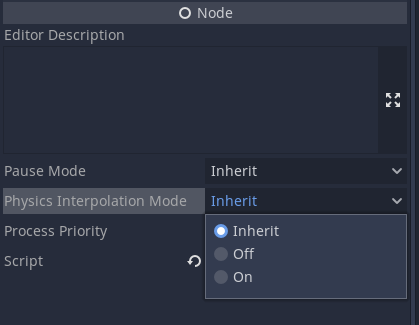 Node
Editor Description
Pause Mode Inherit
Physics Interpolation Mode Inherit
Process Priority Inherit
Off
Script On